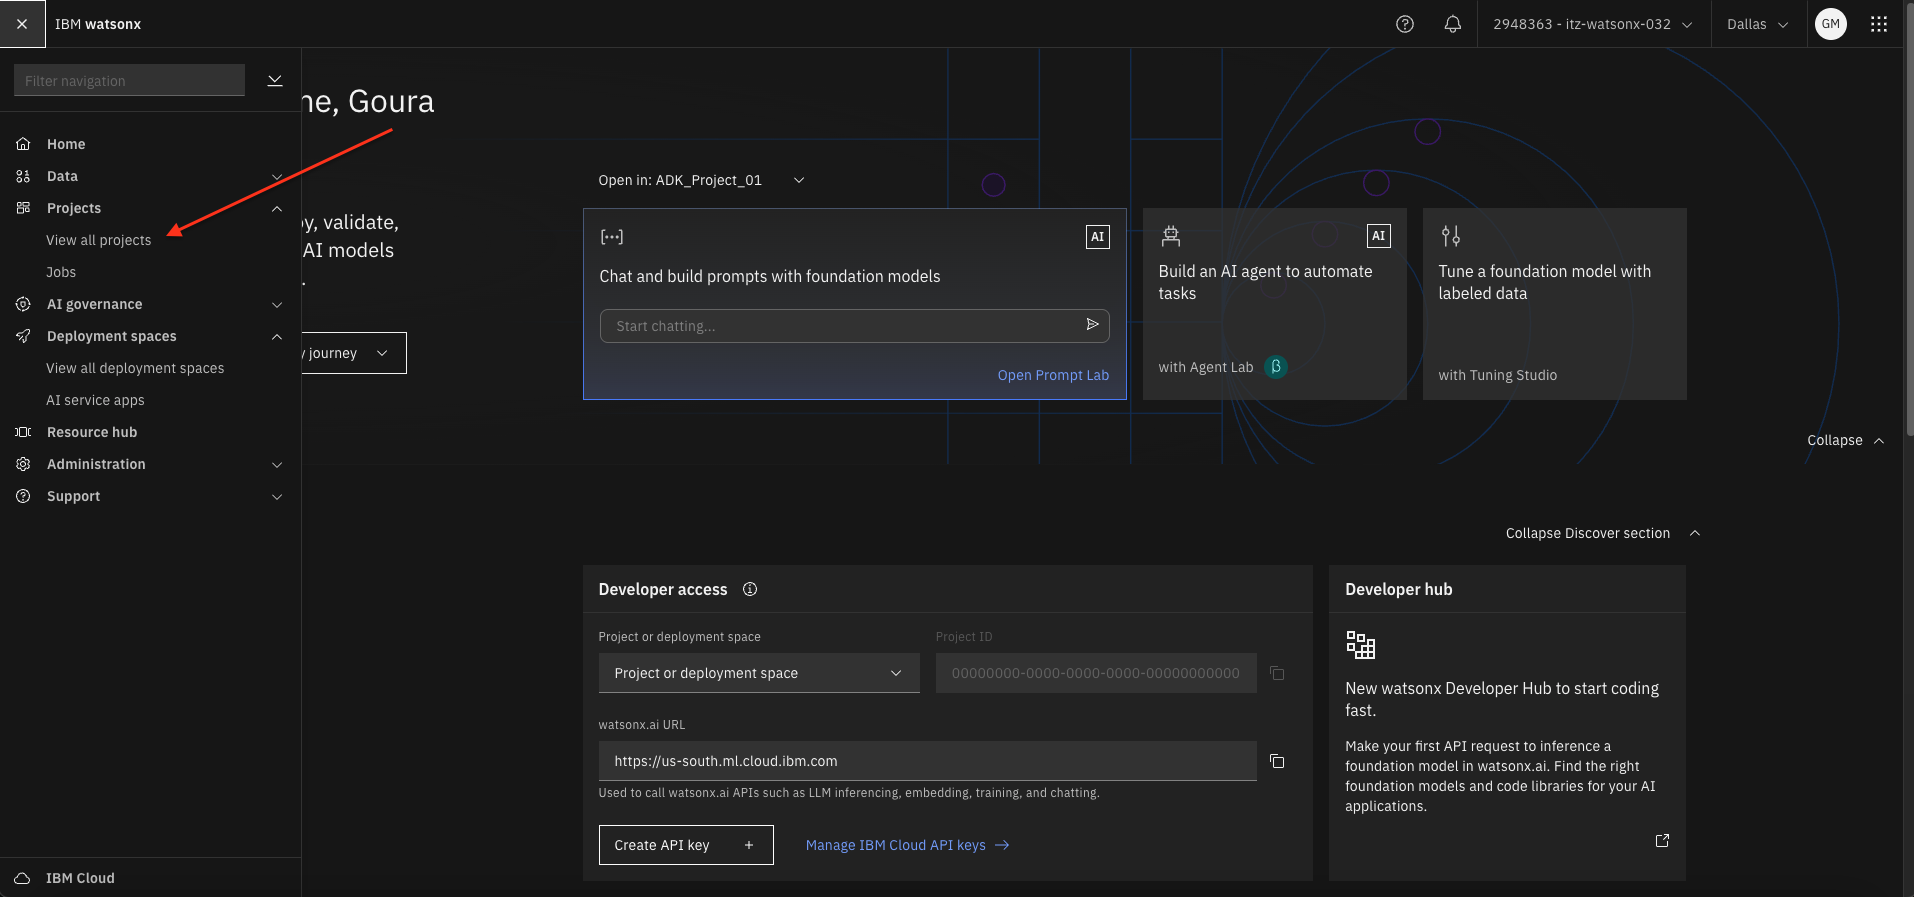 IBM watsonx
2948363 - itz-watsonx-032
Dallas
GM
Filter navigation
Home
Data
Projects
View all projects
Jobs
AI governance
Deployment spaces
View all deployment spaces
AI service apps
Resource hub
Administration
Support
IBM Cloud
ne, Goura
y, validate,
AI models
.
y journey
Open in: ADK_Project_01
AI
Chat and build prompts with foundation models
Start chatting...
Open Prompt Lab
AI
Build an AI agent to automate
tasks
with Agent Lab β
Tune a foundation model with
labeled data
with Tuning Studio
Collapse
Collapse Discover section
Developer access
Project or deployment space
Project or deployment space
Project ID
00000000-0000-0000-0000-00000000000
watsonx.ai URL
https://us-south.ml.cloud.ibm.com
Used to call watsonx.ai APIs such as LLM inferencing, embedding, training, and chatting.
Create API key +
Manage IBM Cloud API keys →
Developer hub
New watsonx Developer Hub to start coding
fast.
Make your first API request to inference a
foundation model in watsonx.ai. Find the right
foundation models and code libraries for your AI
applications.